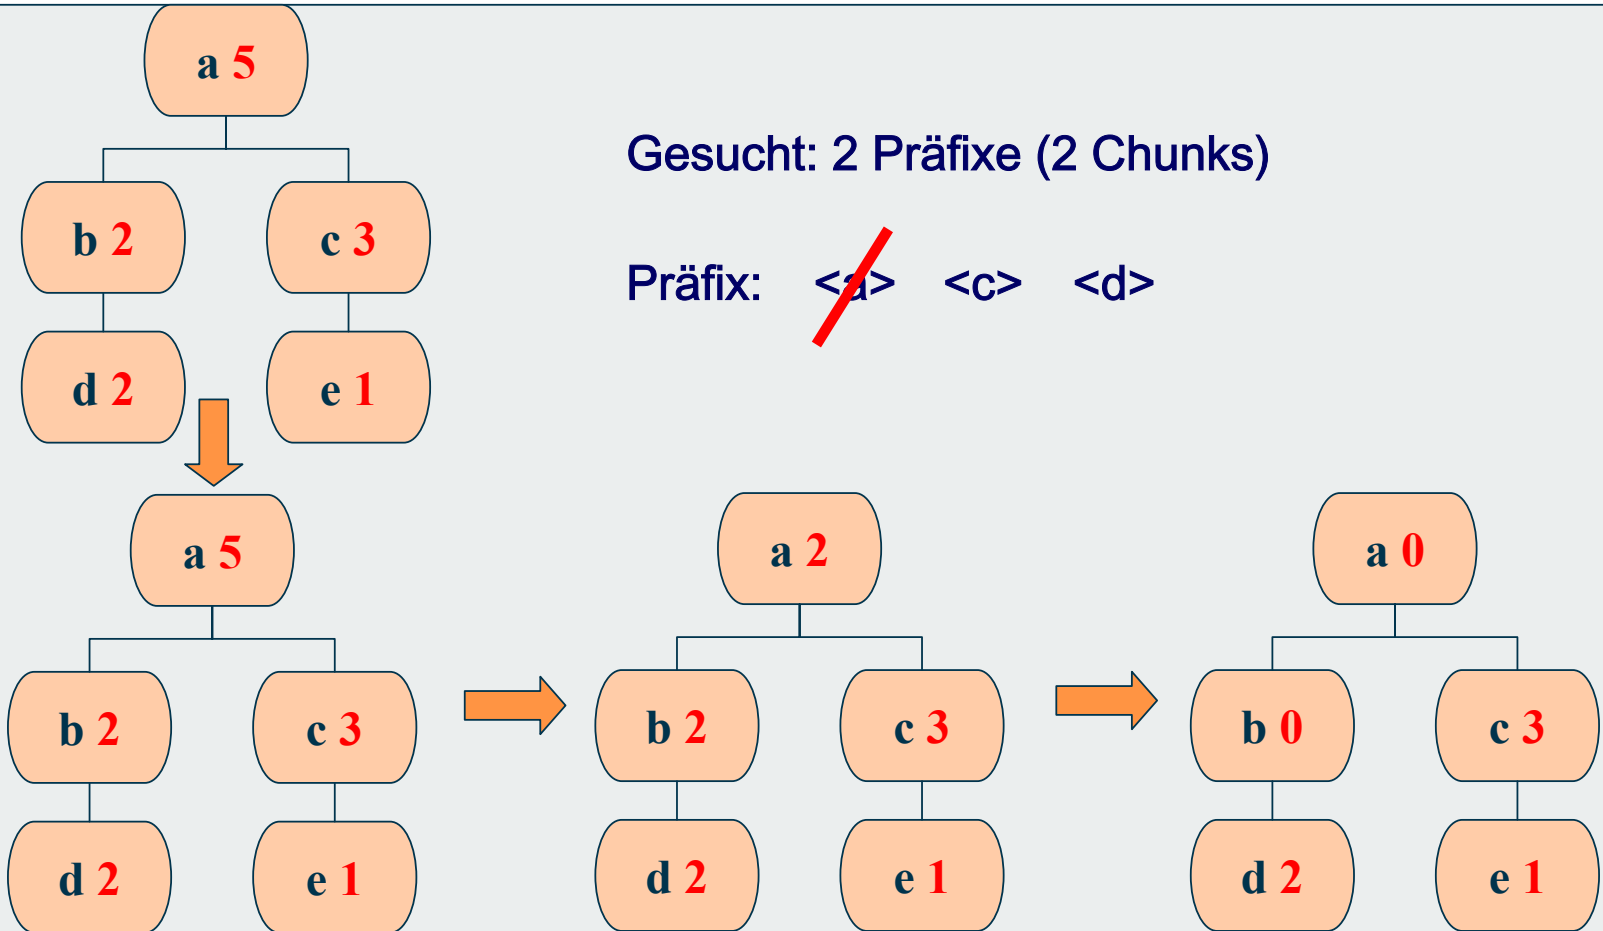 a 5
Gesucht: 2 Präfixe (2 Chunks)
b 2 c 3
Präfix: <a> <c> <d>
d 2 e 1
a 5 a 2 a 0
b 2 c 3 b 2 c 3 b 0 c 3
d 2 e 1 d 2 e 1 d 2 e 1